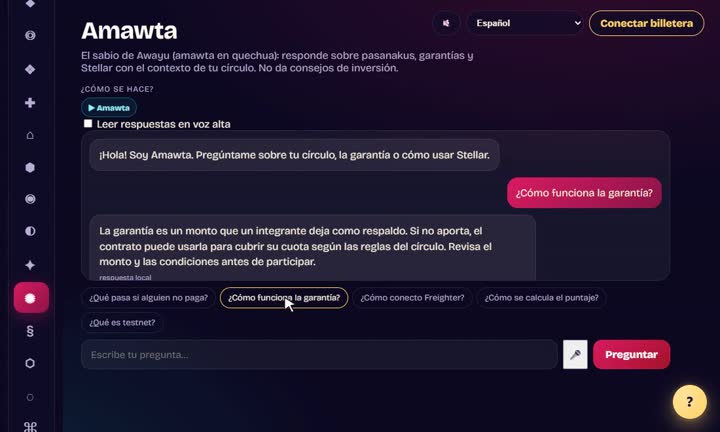 Amawta
Español
Conectar billetera
El sabio de Awayu (amawta en quechua): responde sobre pasanakus, garantías y
Stellar con el contexto de tu círculo. No da consejos de inversión.
¿CÓMO SE HACE?
▶ Amawta
Leer respuestas en voz alta
¡Hola! Soy Amawta. Pregúntame sobre tu círculo, la garantía o cómo usar Stellar.
¿Cómo funciona la garantía?
La garantía es un monto que un integrante deja como respaldo. Si no aporta, el
contrato puede usarla para cubrir su cuota según las reglas del círculo. Revisa el
monto y las condiciones antes de participar.
respuesta local
¿Qué pasa si alguien no paga?
¿Cómo funciona la garantía?
¿Cómo conecto Freighter?
¿Cómo se calcula el puntaje?
¿Qué es testnet?
Escribe tu pregunta...
Preguntar
?